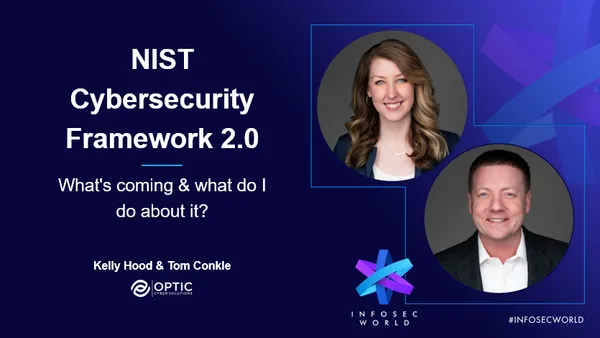 NIST
Cybersecurity
Framework 2.0
What's coming & what do I
do about it?
Kelly Hood & Tom Conkle
OPTIC
CYBER SOLUTIONS
INFOSEC
WORLD
#INFOSECWORLD